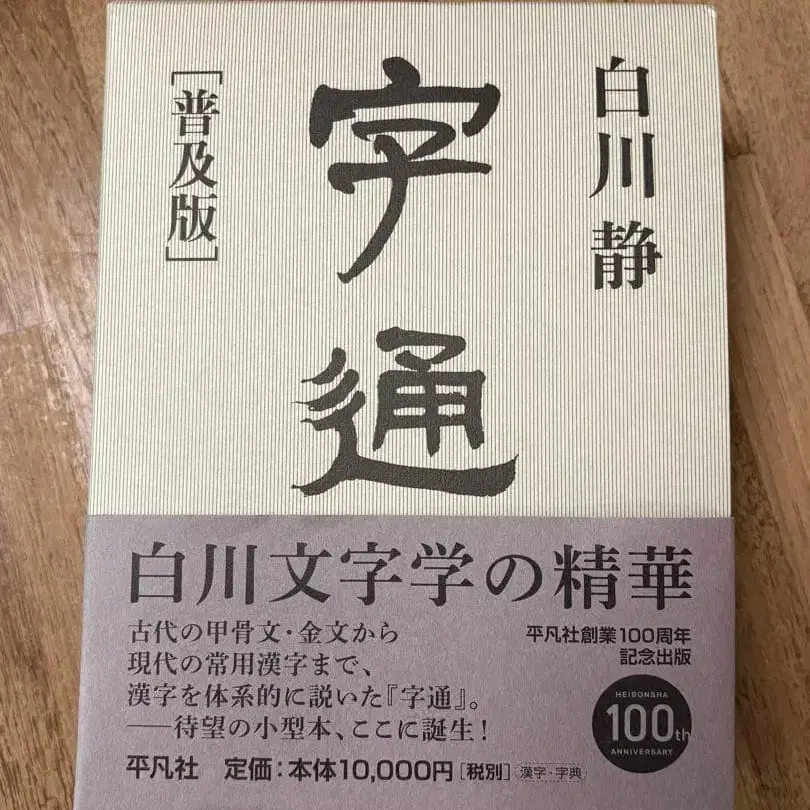 白川静
字通
[普及版]
白川文字学の精華
古代の甲骨文・金文から
現代の常用漢字まで、
漢字を体系的に説いた『字通』。
──待望の小型本、ここに誕生！
平凡社創業100周年
記念出版
HEIBONSHA
100th
ANNIVERSARY
平凡社 定価：本体10,000円[税別] 漢字・字典